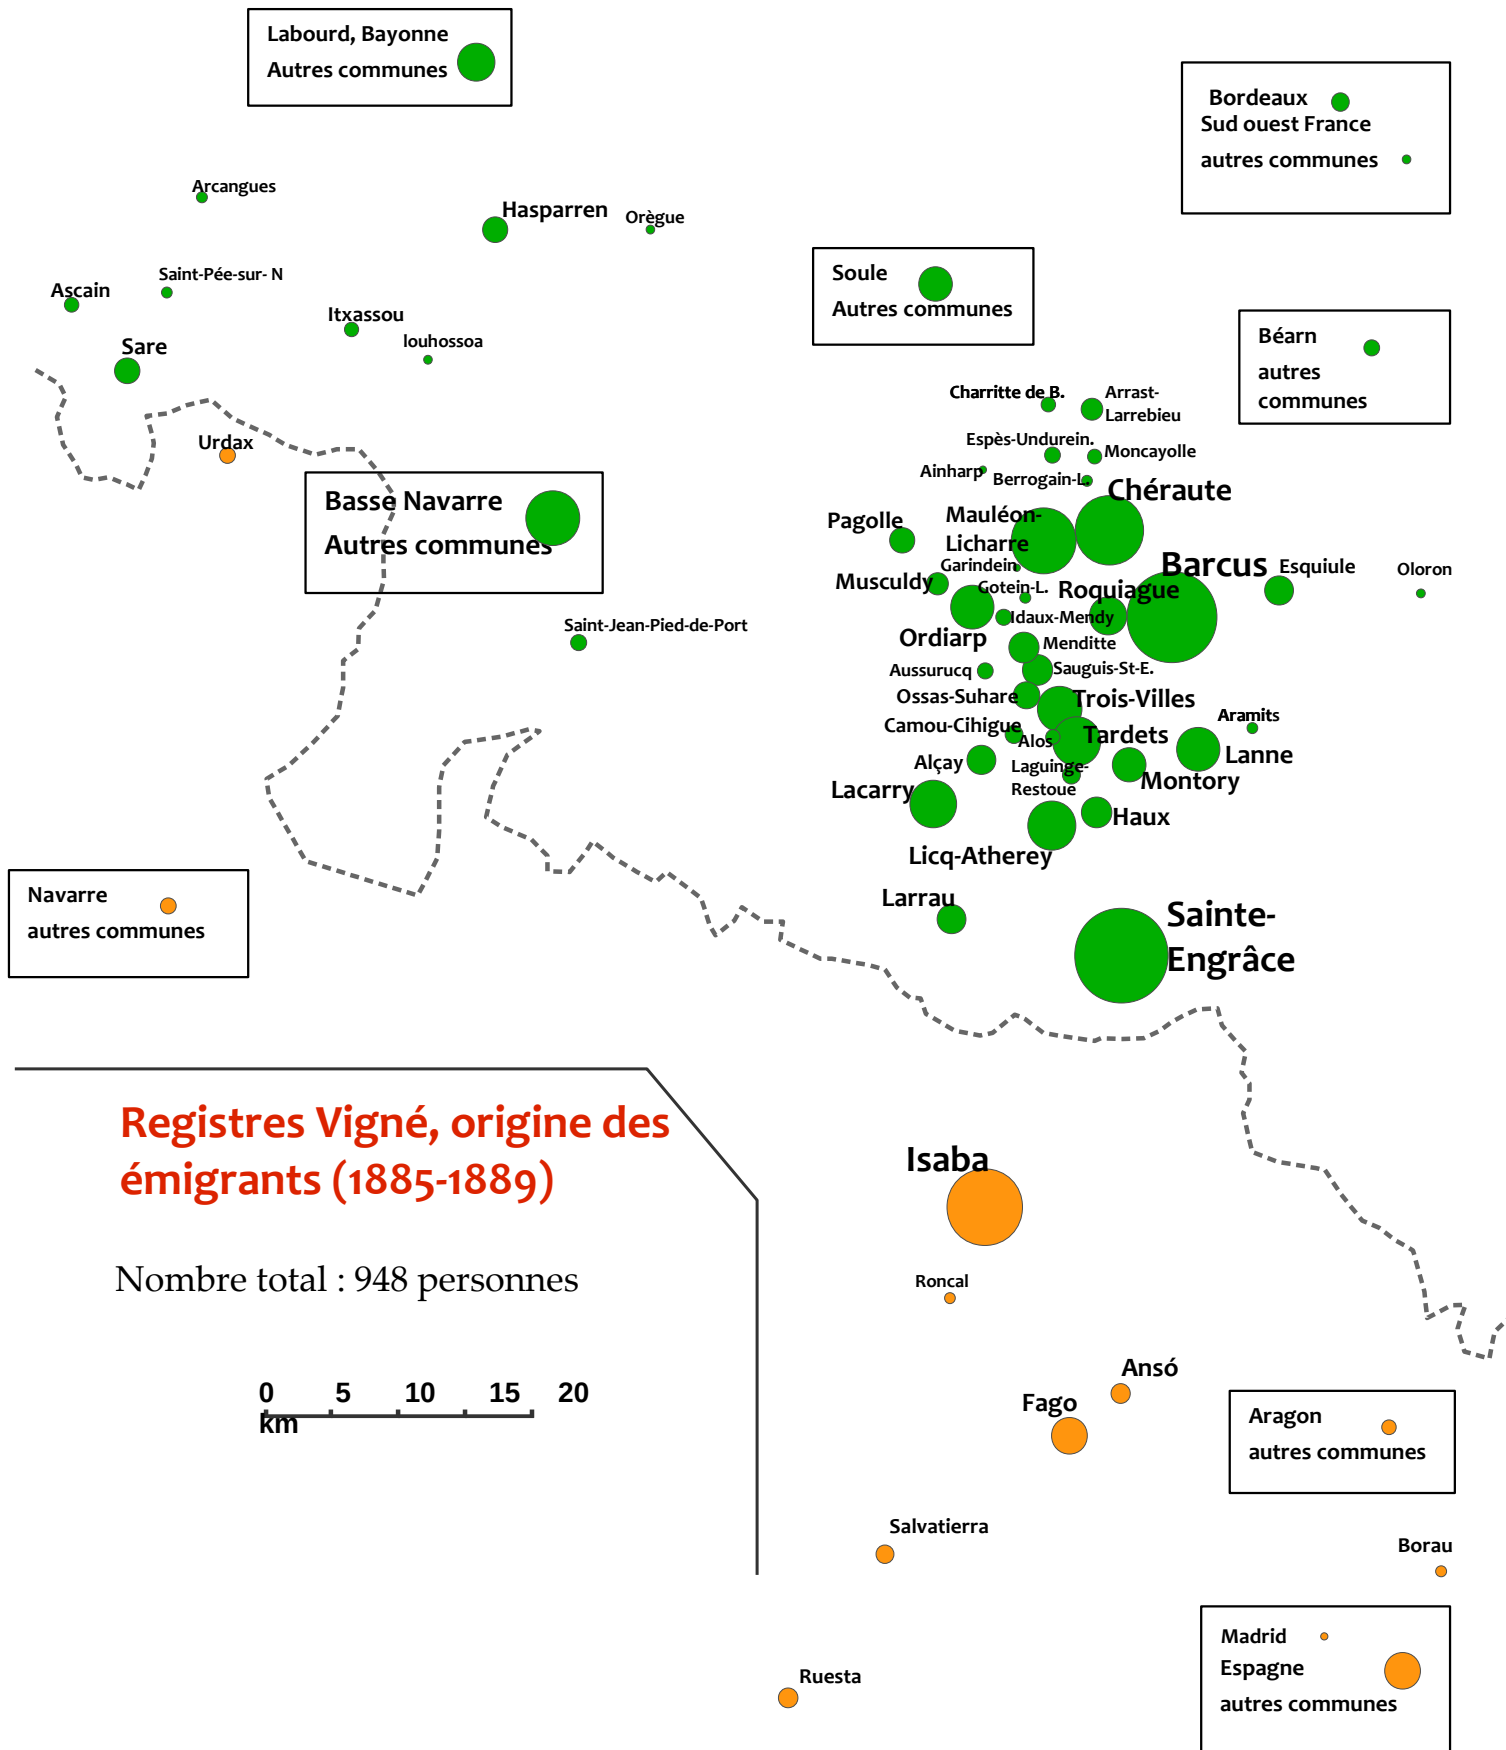 Labourd, Bayonne
Autres communes
Bordeaux
Sud ouest France
autres communes
Arcangues
Hasparren
Orègue
Saint-Pée-sur- N
Ascain
Itxassou
louhossoa
Sare
Soule
Autres communes
Béarn
autres
communes
Urdax
Charritte de B.
Arrast-
Larrebieu
Espès-Undurein.
Moncayolle
Ainharp
Berrogain-L.
Chéraute
Basse Navarre
Autres communes
Pagolle
Mauléon-
Licharre
Garindein
Barcus
Esquiule
Oloron
Musculdy
Gotein-L.
Roquiague
Idaux-Mendy
Ordiarp
Menditte
Saint-Jean-Pied-de-Port
Aussurucq
Sauguis-St-E.
Ossas-Suhare
Trois-Villes
Camou-Cihigue
Alos
Tardets
Aramits
Lanne
Alçay
Laguinge-
Restoue
Montory
Lacarry
Haux
Licq-Atherey
Larrau
Navarre
autres communes
Sainte-
Engrâce
Registres Vigné, origine des
émigrants (1885-1889)
Nombre total : 948 personnes
0 5 10 15 20
km
Isaba
Roncal
Ansó
Fago
Aragon
autres communes
Salvatierra
Borau
Madrid
Espagne
autres communes
Ruesta